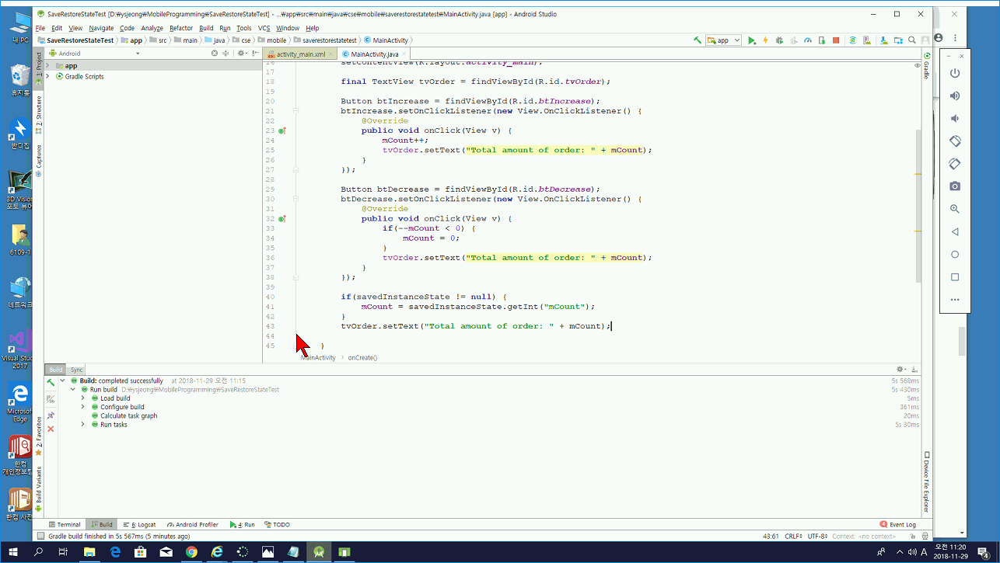 SaveRestoreStateTest [D:₩ysjeong₩MobileProgramming₩SaveRestoreStateTest] - ...₩app₩src₩main₩java₩cse₩mobile₩saverestorestatetest₩MainActivity.java [app] - Android Studio
File Edit View Navigate Code Analyze Refactor Build Run Tools VCS Window Help
SaveRestoreStateTest app src main java cse mobile saverestorestatetest MainActivity
app
Android
activity_main.xml
MainActivity.java
app
Gradle Scripts
1: Project
7: Structure
Captures
2: Favorites
Build Variants
Gradle
Device File Explorer
16 setContentView(R.layout.activity_main);
17
18 final TextView tvOrder = findViewById(R.id.tvOrder);
19
20 Button btIncrease = findViewById(R.id.btIncrease);
21 btIncrease.setOnClickListener(new View.OnClickListener() {
22 @Override
23 public void onClick(View v) {
24 mCount++;
25 tvOrder.setText("Total amount of order: " + mCount);
26 }
27 });
28
29 Button btDecrease = findViewById(R.id.btDecrease);
30 btDecrease.setOnClickListener(new View.OnClickListener() {
31 @Override
32 public void onClick(View v) {
33 if(--mCount < 0) {
34 mCount = 0;
35 }
36 tvOrder.setText("Total amount of order: " + mCount);
37 }
38 });
39
40 if(savedInstanceState != null) {
41 mCount = savedInstanceState.getInt("mCount");
42 }
43 tvOrder.setText("Total amount of order: " + mCount);
44
45 }
MainActivity › onCreate()
Build Sync
Build: completed successfully at 2018-11-29 오전 11:15 5s 568ms
Run build D:₩ysjeong₩MobileProgramming₩SaveRestoreStateTest 5s 430ms
Load build 5ms
Configure build 361ms
Calculate task graph 20ms
Run tasks 5s 30ms
Terminal Build 6: Logcat Android Profiler 4: Run TODO Event Log
Gradle build finished in 5s 567ms (5 minutes ago) 43:61 CRLF÷ UTF-8÷ Context: <no context>
내 PC
휴지통
반디집
3D Vision
포토 뷰어
6109-1
네트워크
Visual Stud
2017
Microsoft
Edge
한컴
한컴 사전
A
오전 11:20
2018-11-29
4